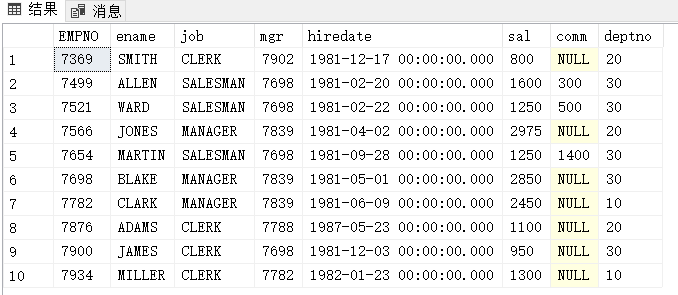 结果 消息
EMPNO ename job mgr hiredate sal comm deptno
1 7369 SMITH CLERK 7902 1981-12-17 00:00:00.000 800 NULL 20
2 7499 ALLEN SALESMAN 7698 1981-02-20 00:00:00.000 1600 300 30
3 7521 WARD SALESMAN 7698 1981-02-22 00:00:00.000 1250 500 30
4 7566 JONES MANAGER 7839 1981-04-02 00:00:00.000 2975 NULL 20
5 7654 MARTIN SALESMAN 7698 1981-09-28 00:00:00.000 1250 1400 30
6 7698 BLAKE MANAGER 7839 1981-05-01 00:00:00.000 2850 NULL 30
7 7782 CLARK MANAGER 7839 1981-06-09 00:00:00.000 2450 NULL 10
8 7876 ADAMS CLERK 7788 1987-05-23 00:00:00.000 1100 NULL 20
9 7900 JAMES CLERK 7698 1981-12-03 00:00:00.000 950 NULL 30
10 7934 MILLER CLERK 7782 1982-01-23 00:00:00.000 1300 NULL 10